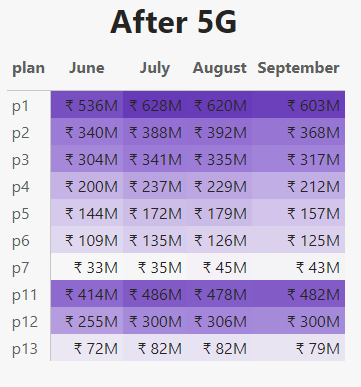 After 5G
plan June July August September
p1 ₹ 536M ₹ 628M ₹ 620M ₹ 603M
p2 ₹ 340M ₹ 388M ₹ 392M ₹ 368M
p3 ₹ 304M ₹ 341M ₹ 335M ₹ 317M
p4 ₹ 200M ₹ 237M ₹ 229M ₹ 212M
p5 ₹ 144M ₹ 172M ₹ 179M ₹ 157M
p6 ₹ 109M ₹ 135M ₹ 126M ₹ 125M
p7 ₹ 33M ₹ 35M ₹ 45M ₹ 43M
p11 ₹ 414M ₹ 486M ₹ 478M ₹ 482M
p12 ₹ 255M ₹ 300M ₹ 306M ₹ 300M
p13 ₹ 72M ₹ 82M ₹ 82M ₹ 79M